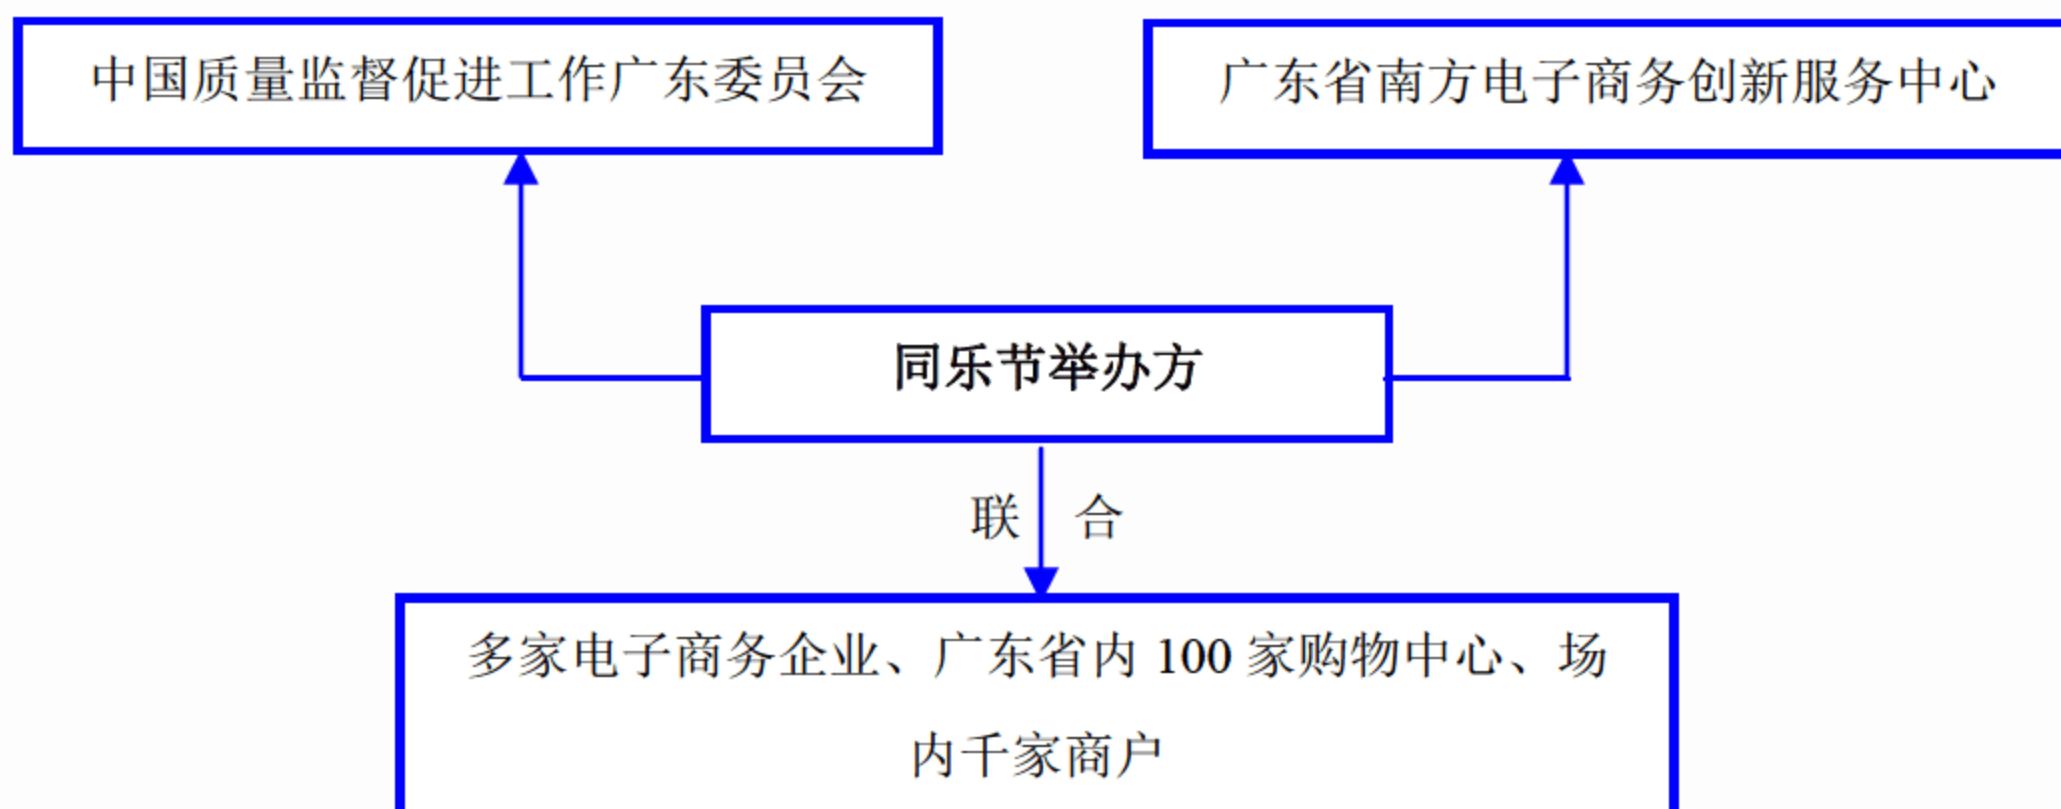 中国质量监督促进工作广东委员会
广东省南方电子商务创新服务中心
同乐节举办方
联 合
多家电子商务企业、广东省内 100 家购物中心、场
内千家商户